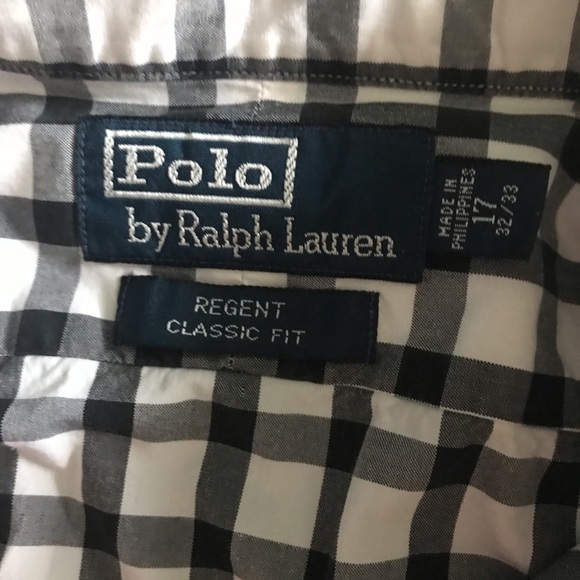 Polo
by Ralph Lauren
REGENT
CLASSIC FIT
MADE IN
PHILIPPINES
17
32/33